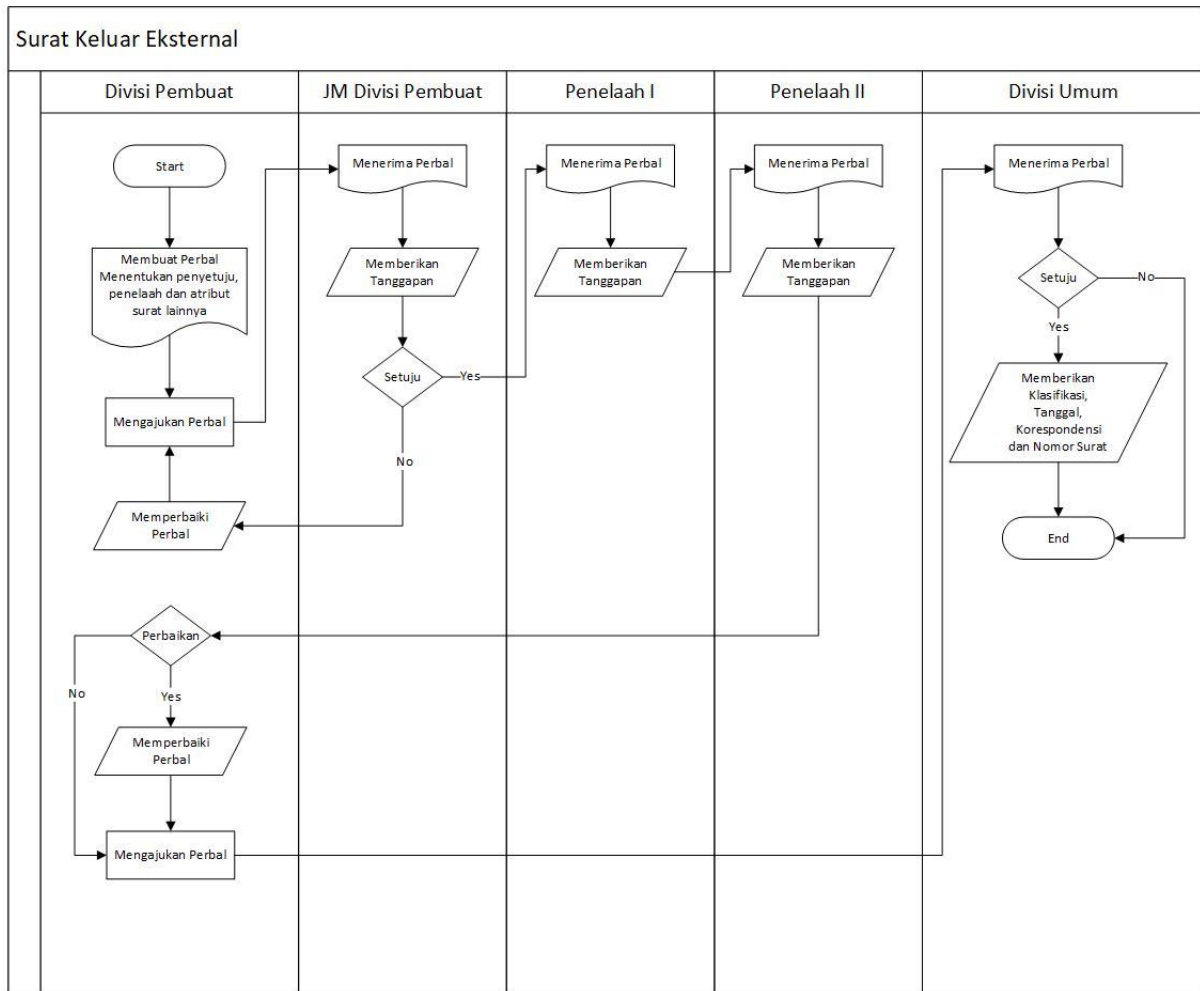 Surat Keluar Eksternal
Divisi Pembuat
JM Divisi Pembuat
Penelaah I
Penelaah II
Divisi Umum
Start
Membuat Perbal
Menentukan penyetuju,
penelaah dan atribut
surat lainnya
Mengajukan Perbal
Memperbaiki
Perbal
Perbaikan
No
Yes
Memperbaiki
Perbal
Mengajukan Perbal
Menerima Perbal
Memberikan
Tanggapan
Setuju
Yes
No
Menerima Perbal
Memberikan
Tanggapan
Menerima Perbal
Memberikan
Tanggapan
Menerima Perbal
Setuju
No
Yes
Memberikan
Klasifikasi,
Tanggal,
Korespondensi
dan Nomor Surat
End